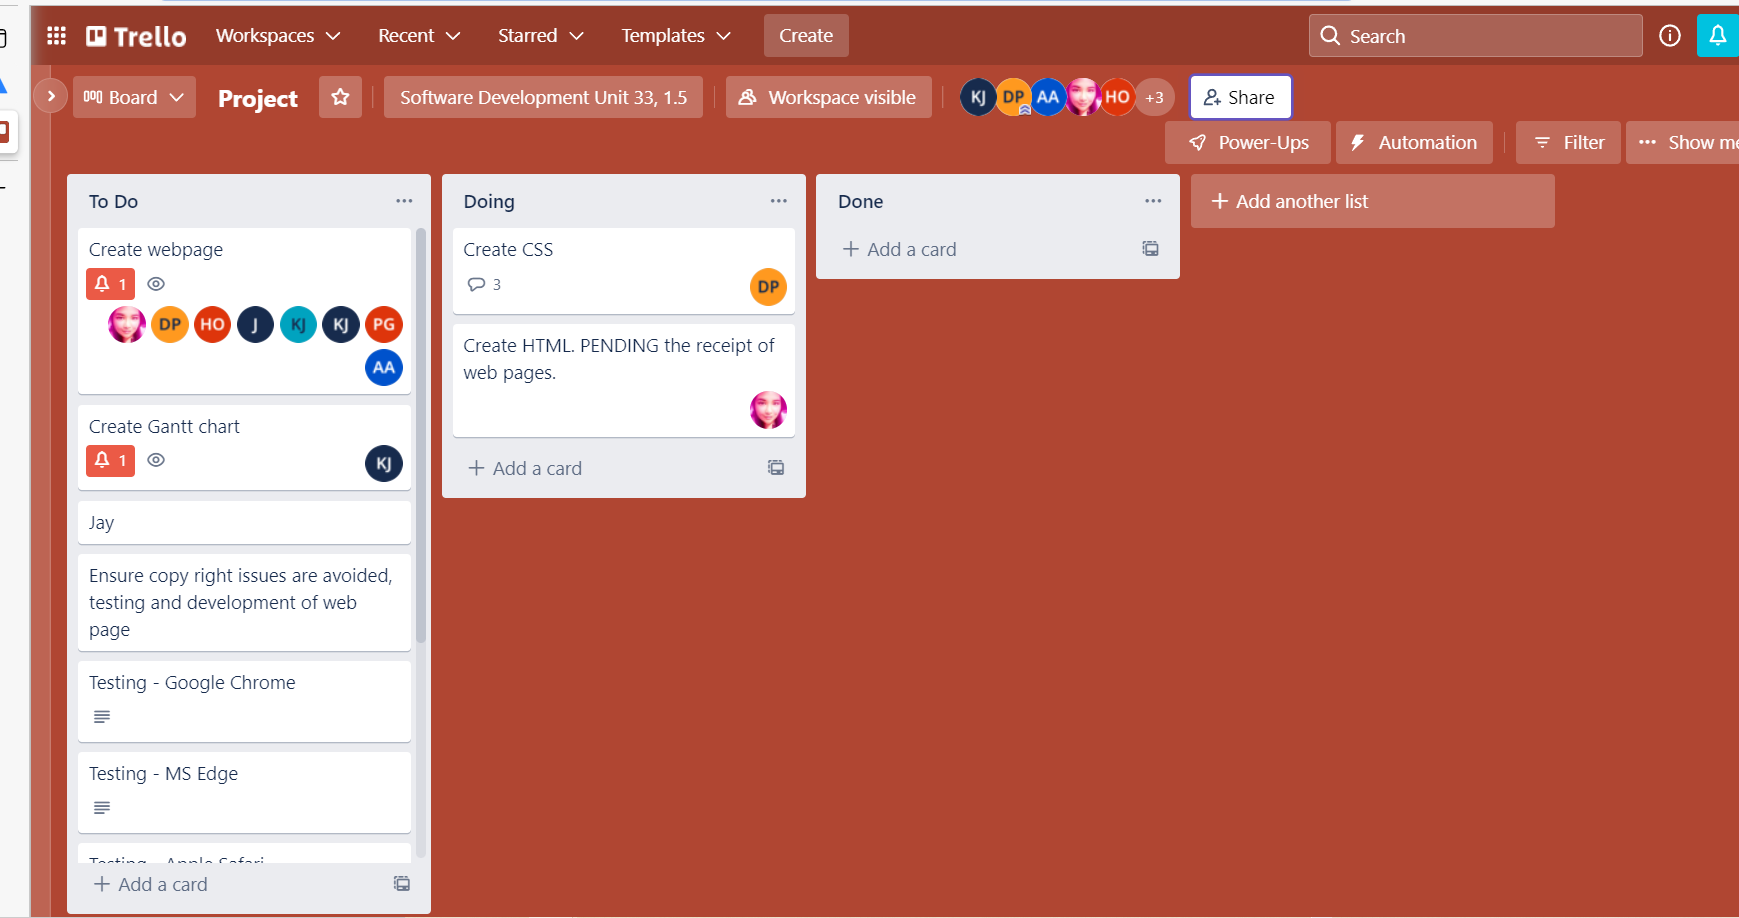 Trello
Workspaces
Recent
Starred
Templates
Create
Search
Board
Project
Software Development Unit 33, 1.5
Workspace visible
KJ
DP
AA
HO
+3
Share
Power-Ups
Automation
Filter
Show me
To Do
Create webpage
1
DP
HO
J
KJ
KJ
PG
AA
Create Gantt chart
1
KJ
Jay
Ensure copy right issues are avoided,
testing and development of web
page
Testing - Google Chrome
Testing - MS Edge
Testing - Apple Safari
+ Add a card
Doing
Create CSS
3
DP
Create HTML. PENDING the receipt of
web pages.
+ Add a card
Done
+ Add a card
+ Add another list